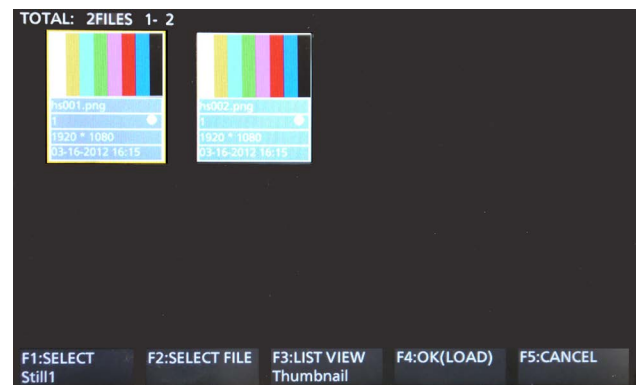 TOTAL: 2FILES 1- 2
hs001.png
1
1920 * 1080
03-16-2012 16:15
hs002.png
1
1920 * 1080
03-16-2012 16:15
F1:SELECT
Still1
F2:SELECT FILE
F3:LIST VIEW
Thumbnail
F4:OK(LOAD)
F5:CANCEL